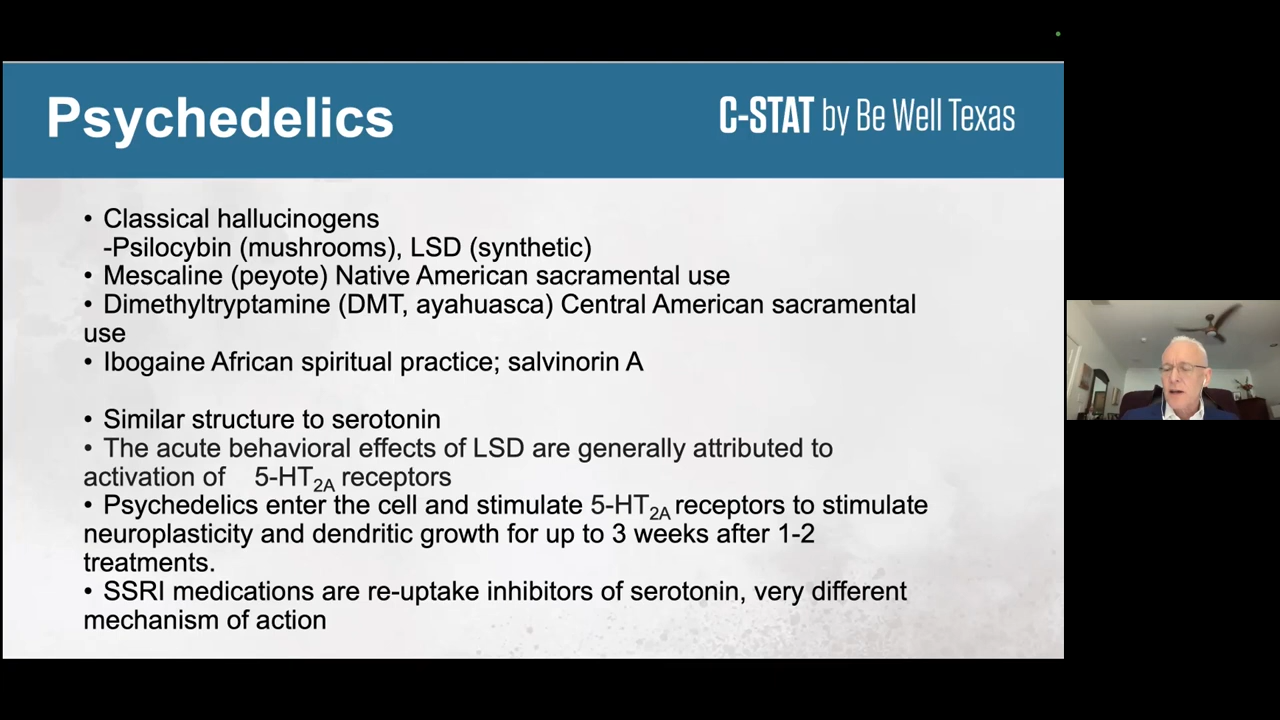 Psychedelics
C-STAT by Be Well Texas
• Classical hallucinogens
-Psilocybin (mushrooms), LSD (synthetic)
• Mescaline (peyote) Native American sacramental use
• Dimethyltryptamine (DMT, ayahuasca) Central American sacramental
use
• Ibogaine African spiritual practice; salvinorin A
• Similar structure to serotonin
• The acute behavioral effects of LSD are generally attributed to
activation of 5-HT2A receptors
• Psychedelics enter the cell and stimulate 5-HT2A receptors to stimulate
neuroplasticity and dendritic growth for up to 3 weeks after 1-2
treatments.
• SSRI medications are re-uptake inhibitors of serotonin, very different
mechanism of action